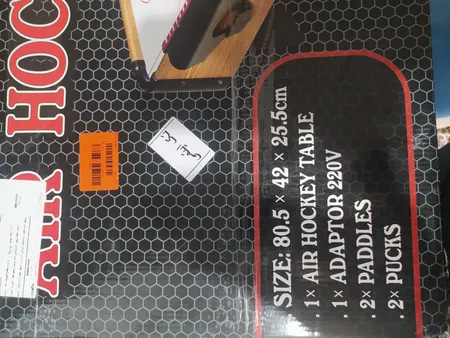 AIR HOC
SIZE: 80.5 × 42 × 25.5cm
. 1× AIR HOCKEY TABLE
. 1× ADAPTOR 220V
. 2× PADDLES
. 2× PUCKS